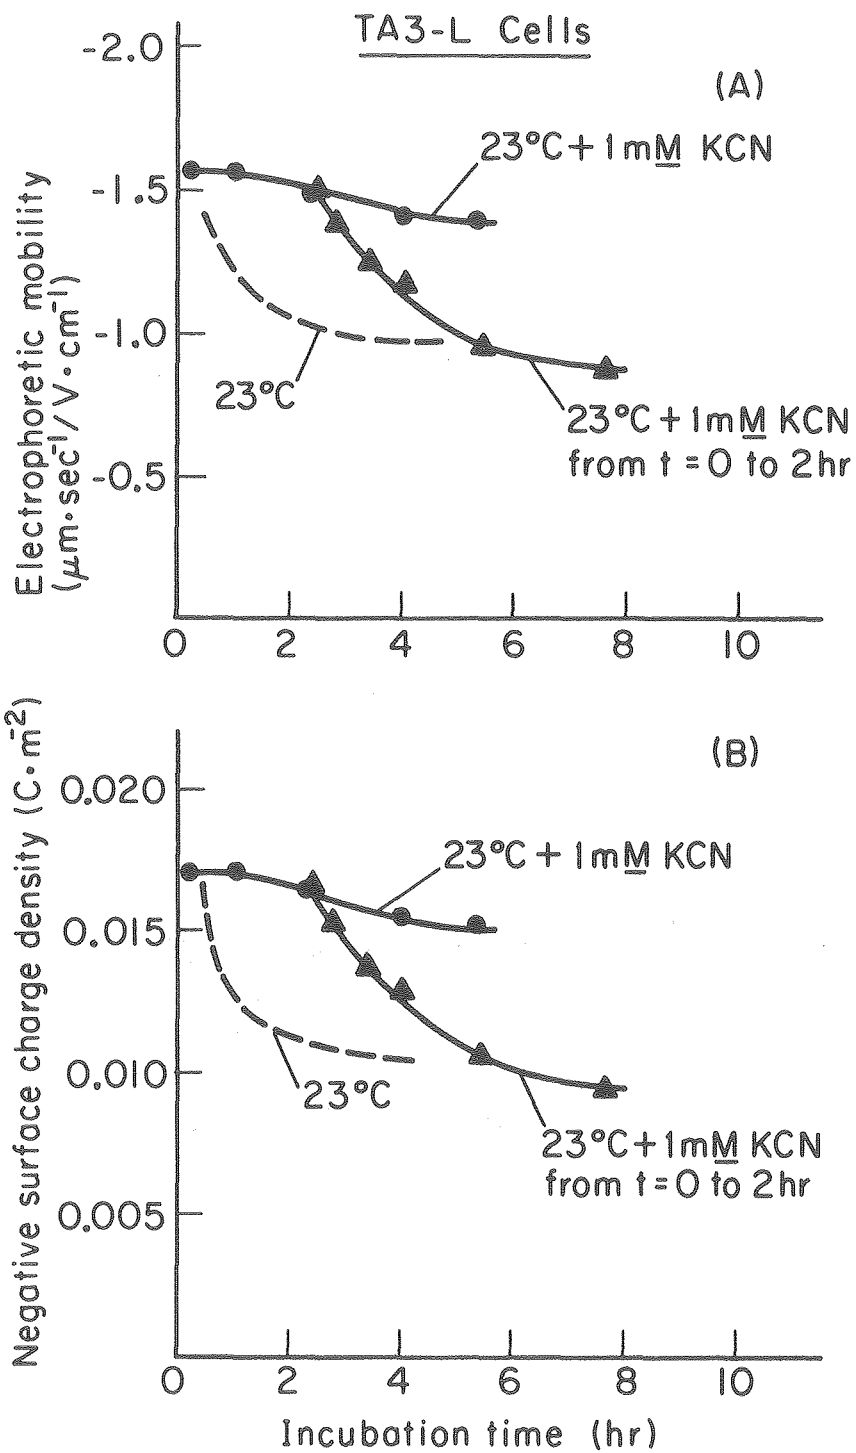 TA3-L Cells
(A)
-2.0
-1.5
-1.0
-0.5
Electrophoretic mobility
(μm·sec⁻¹/V·cm⁻¹)
23°C + 1mM KCN
23°C
23°C + 1mM KCN
from t = 0 to 2hr
0 2 4 6 8 10
(B)
0.020
0.015
0.010
0.005
Negative surface charge density (C·m⁻²)
23°C + 1mM KCN
23°C
23°C + 1mM KCN
from t = 0 to 2hr
0 2 4 6 8 10
Incubation time (hr)